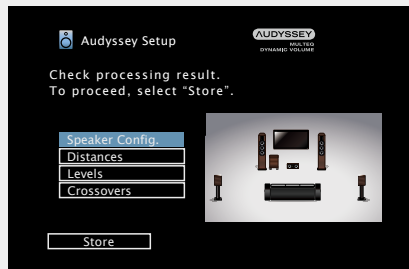 Audyssey Setup
AUDYSSEY
MULTEQ
DYNAMIC VOLUME
Check processing result.
To proceed, select “Store”.
Speaker Config.
Distances
Levels
Crossovers
Store